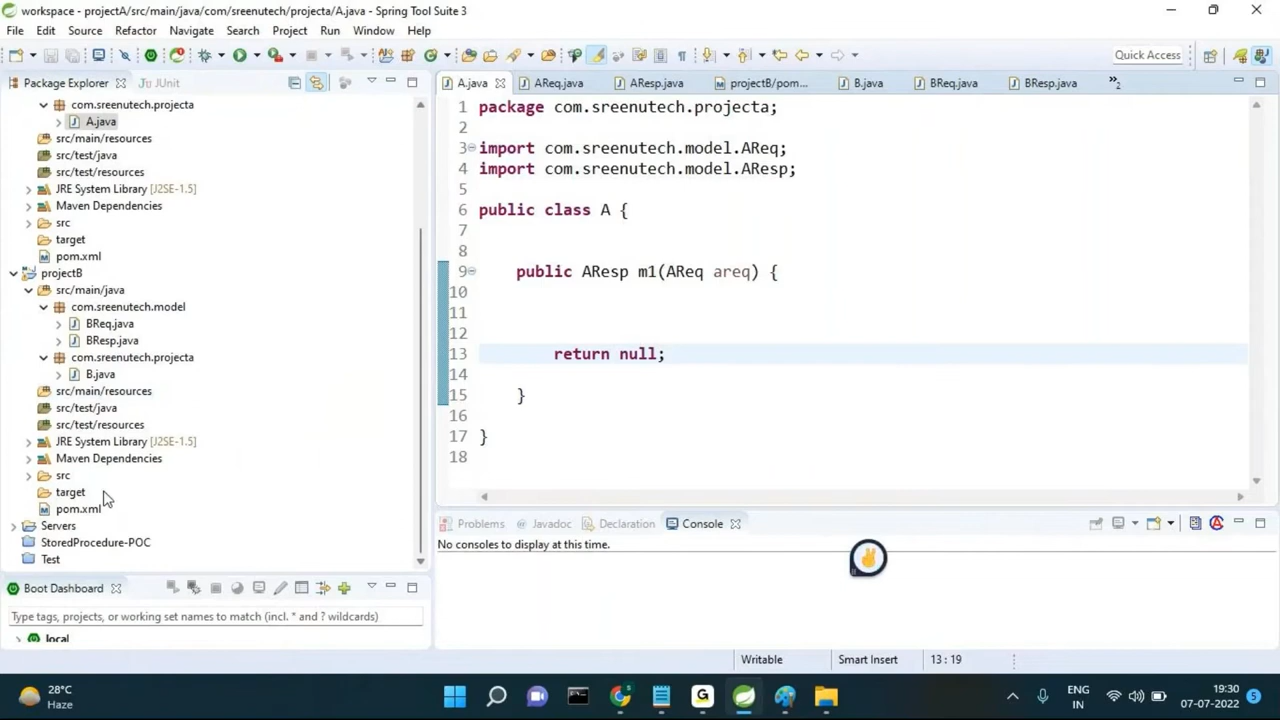 workspace - projectA/src/main/java/com/sreenutech/projecta/A.java - Spring Tool Suite 3
File Edit Source Refactor Navigate Search Project Run Window Help
Quick Access
Package Explorer
JUnit
com.sreenutech.projecta
A.java
src/main/resources
src/test/java
src/test/resources
JRE System Library [J2SE-1.5]
Maven Dependencies
src
target
pom.xml
projectB
src/main/java
com.sreenutech.model
BReq.java
BResp.java
com.sreenutech.projecta
B.java
src/main/resources
src/test/java
src/test/resources
JRE System Library [J2SE-1.5]
Maven Dependencies
src
target
pom.xml
Servers
StoredProcedure-POC
Test
Boot Dashboard
Type tags, projects, or working set names to match (incl. * and ? wildcards)
local
A.java AReq.java AResp.java projectB/pom... B.java BReq.java BResp.java »2
1 package com.sreenutech.projecta;
2
3 import com.sreenutech.model.AReq;
4 import com.sreenutech.model.AResp;
5
6 public class A {
7
8
9 public AResp m1(AReq areq) {
10
11
12
13 return null;
14
15 }
16
17 }
18
Problems Javadoc Declaration Console
No consoles to display at this time.
Writable Smart Insert 13 : 19
28°C
Haze
ENG
IN
19:30
07-07-2022
5